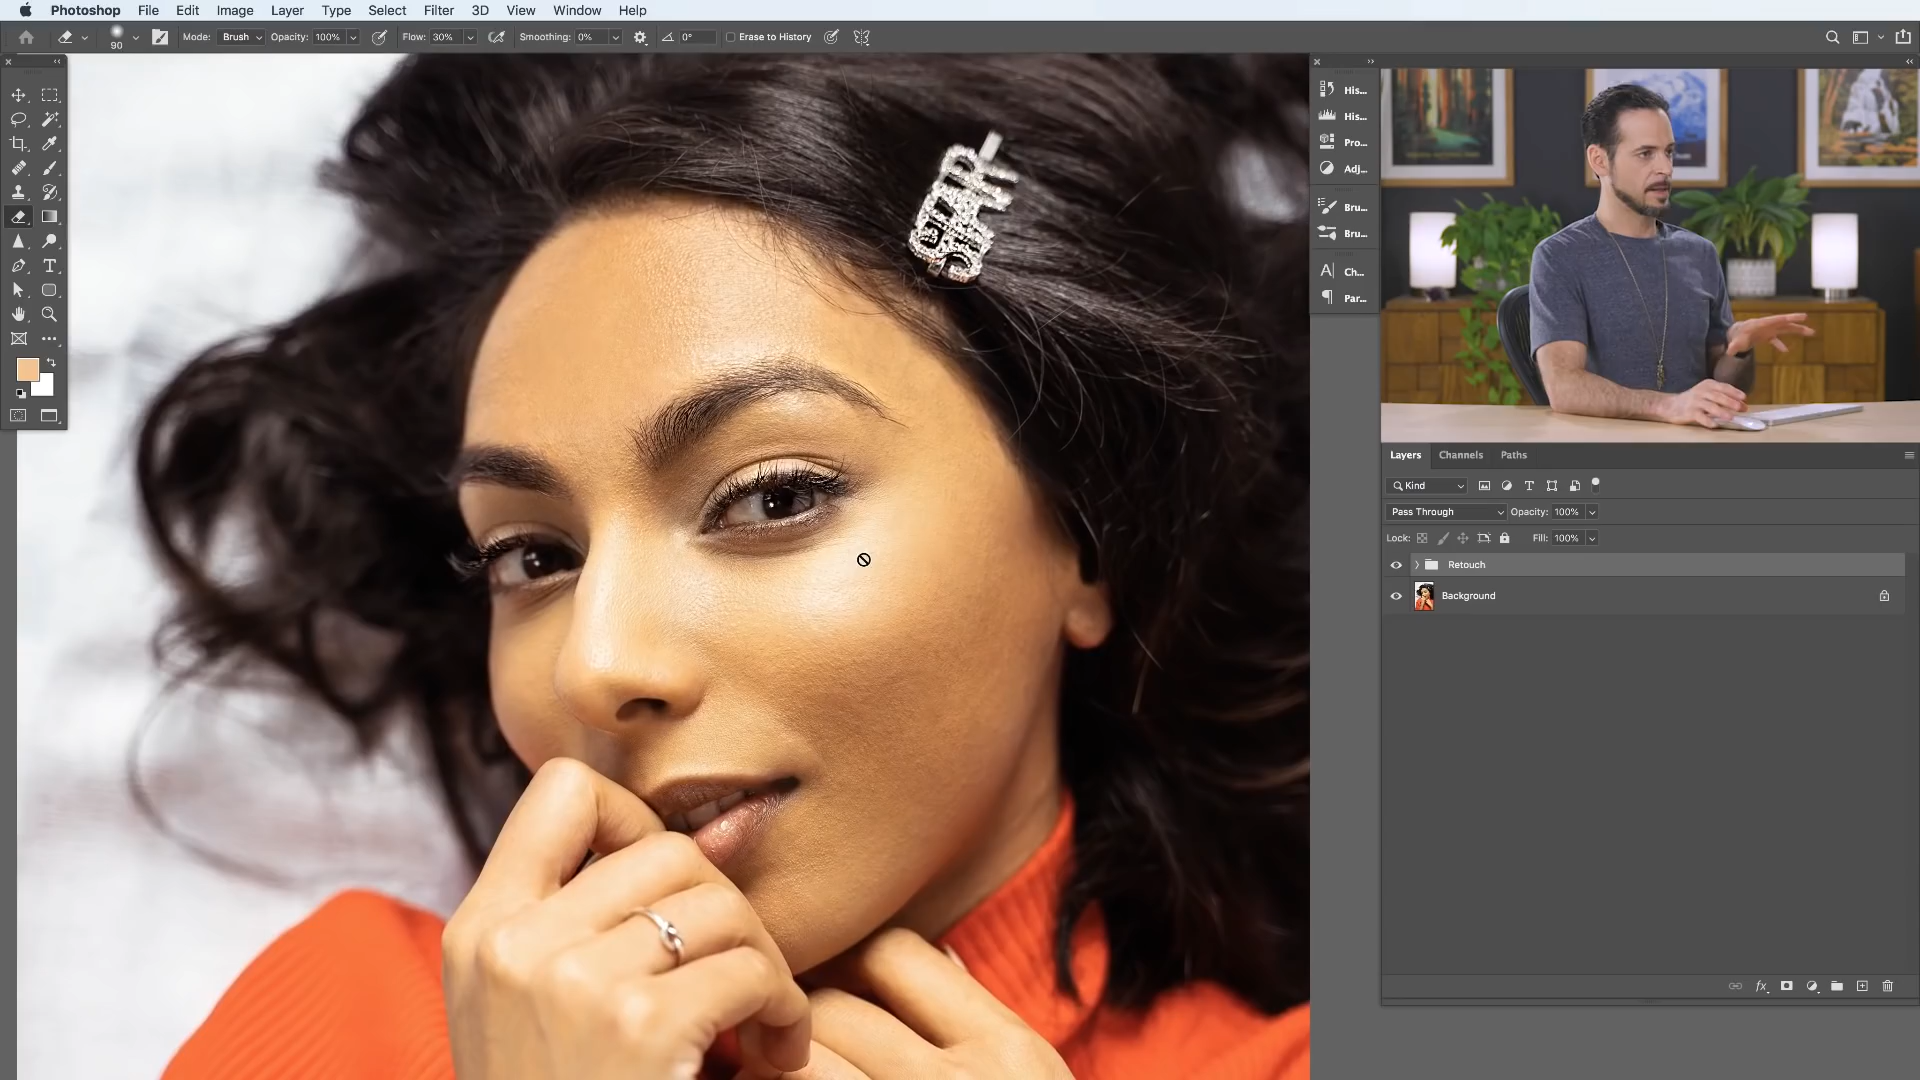 Photoshop File Edit Image Layer Type Select Filter 3D View Window Help
90 Mode: Brush Opacity: 100% Flow: 30% Smoothing: 0% 0° Erase to History
His...
His...
Pro...
Adj...
Bru...
Bru...
Ch...
Par...
Layers Channels Paths
Kind
Pass Through Opacity: 100%
Lock: Fill: 100%
Retouch
Background